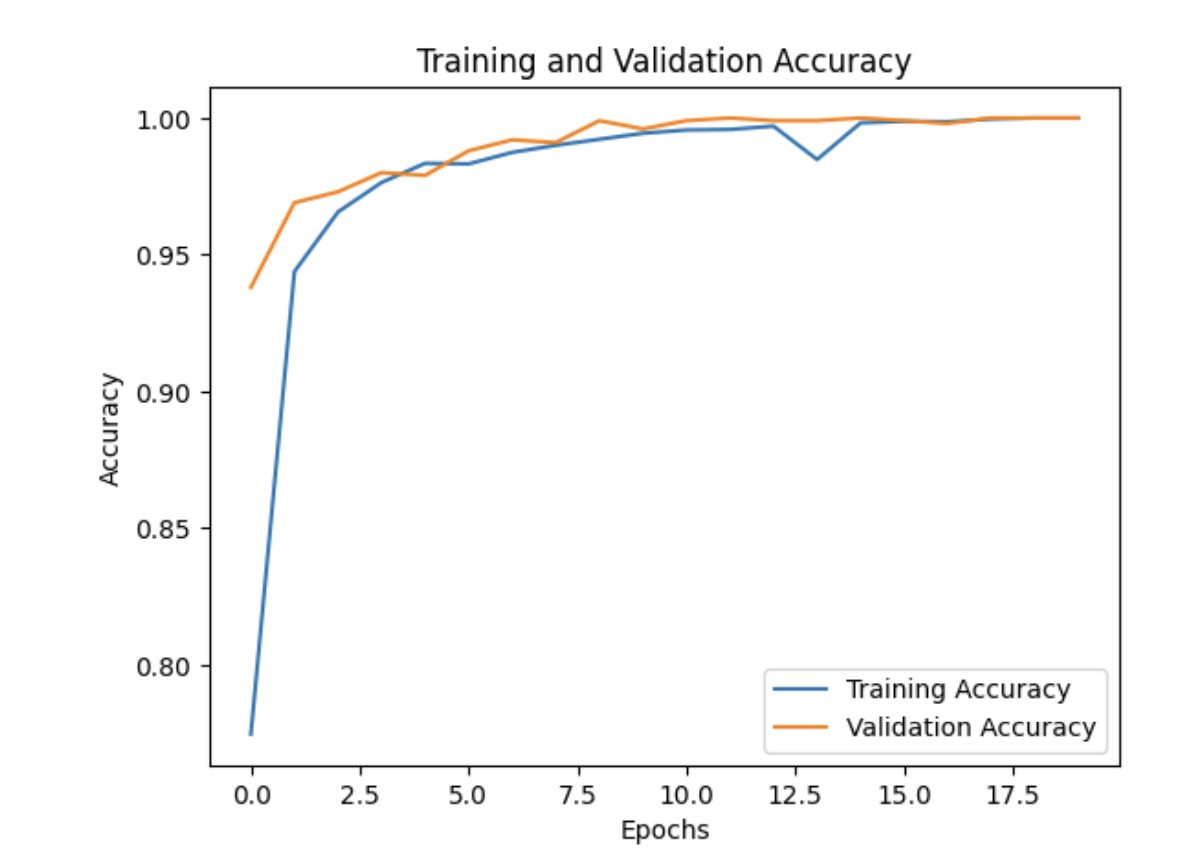 Training and Validation Accuracy
1.00
0.95
0.90
0.85
0.80
Accuracy
Training Accuracy
Validation Accuracy
0.0 2.5 5.0 7.5 10.0 12.5 15.0 17.5
Epochs